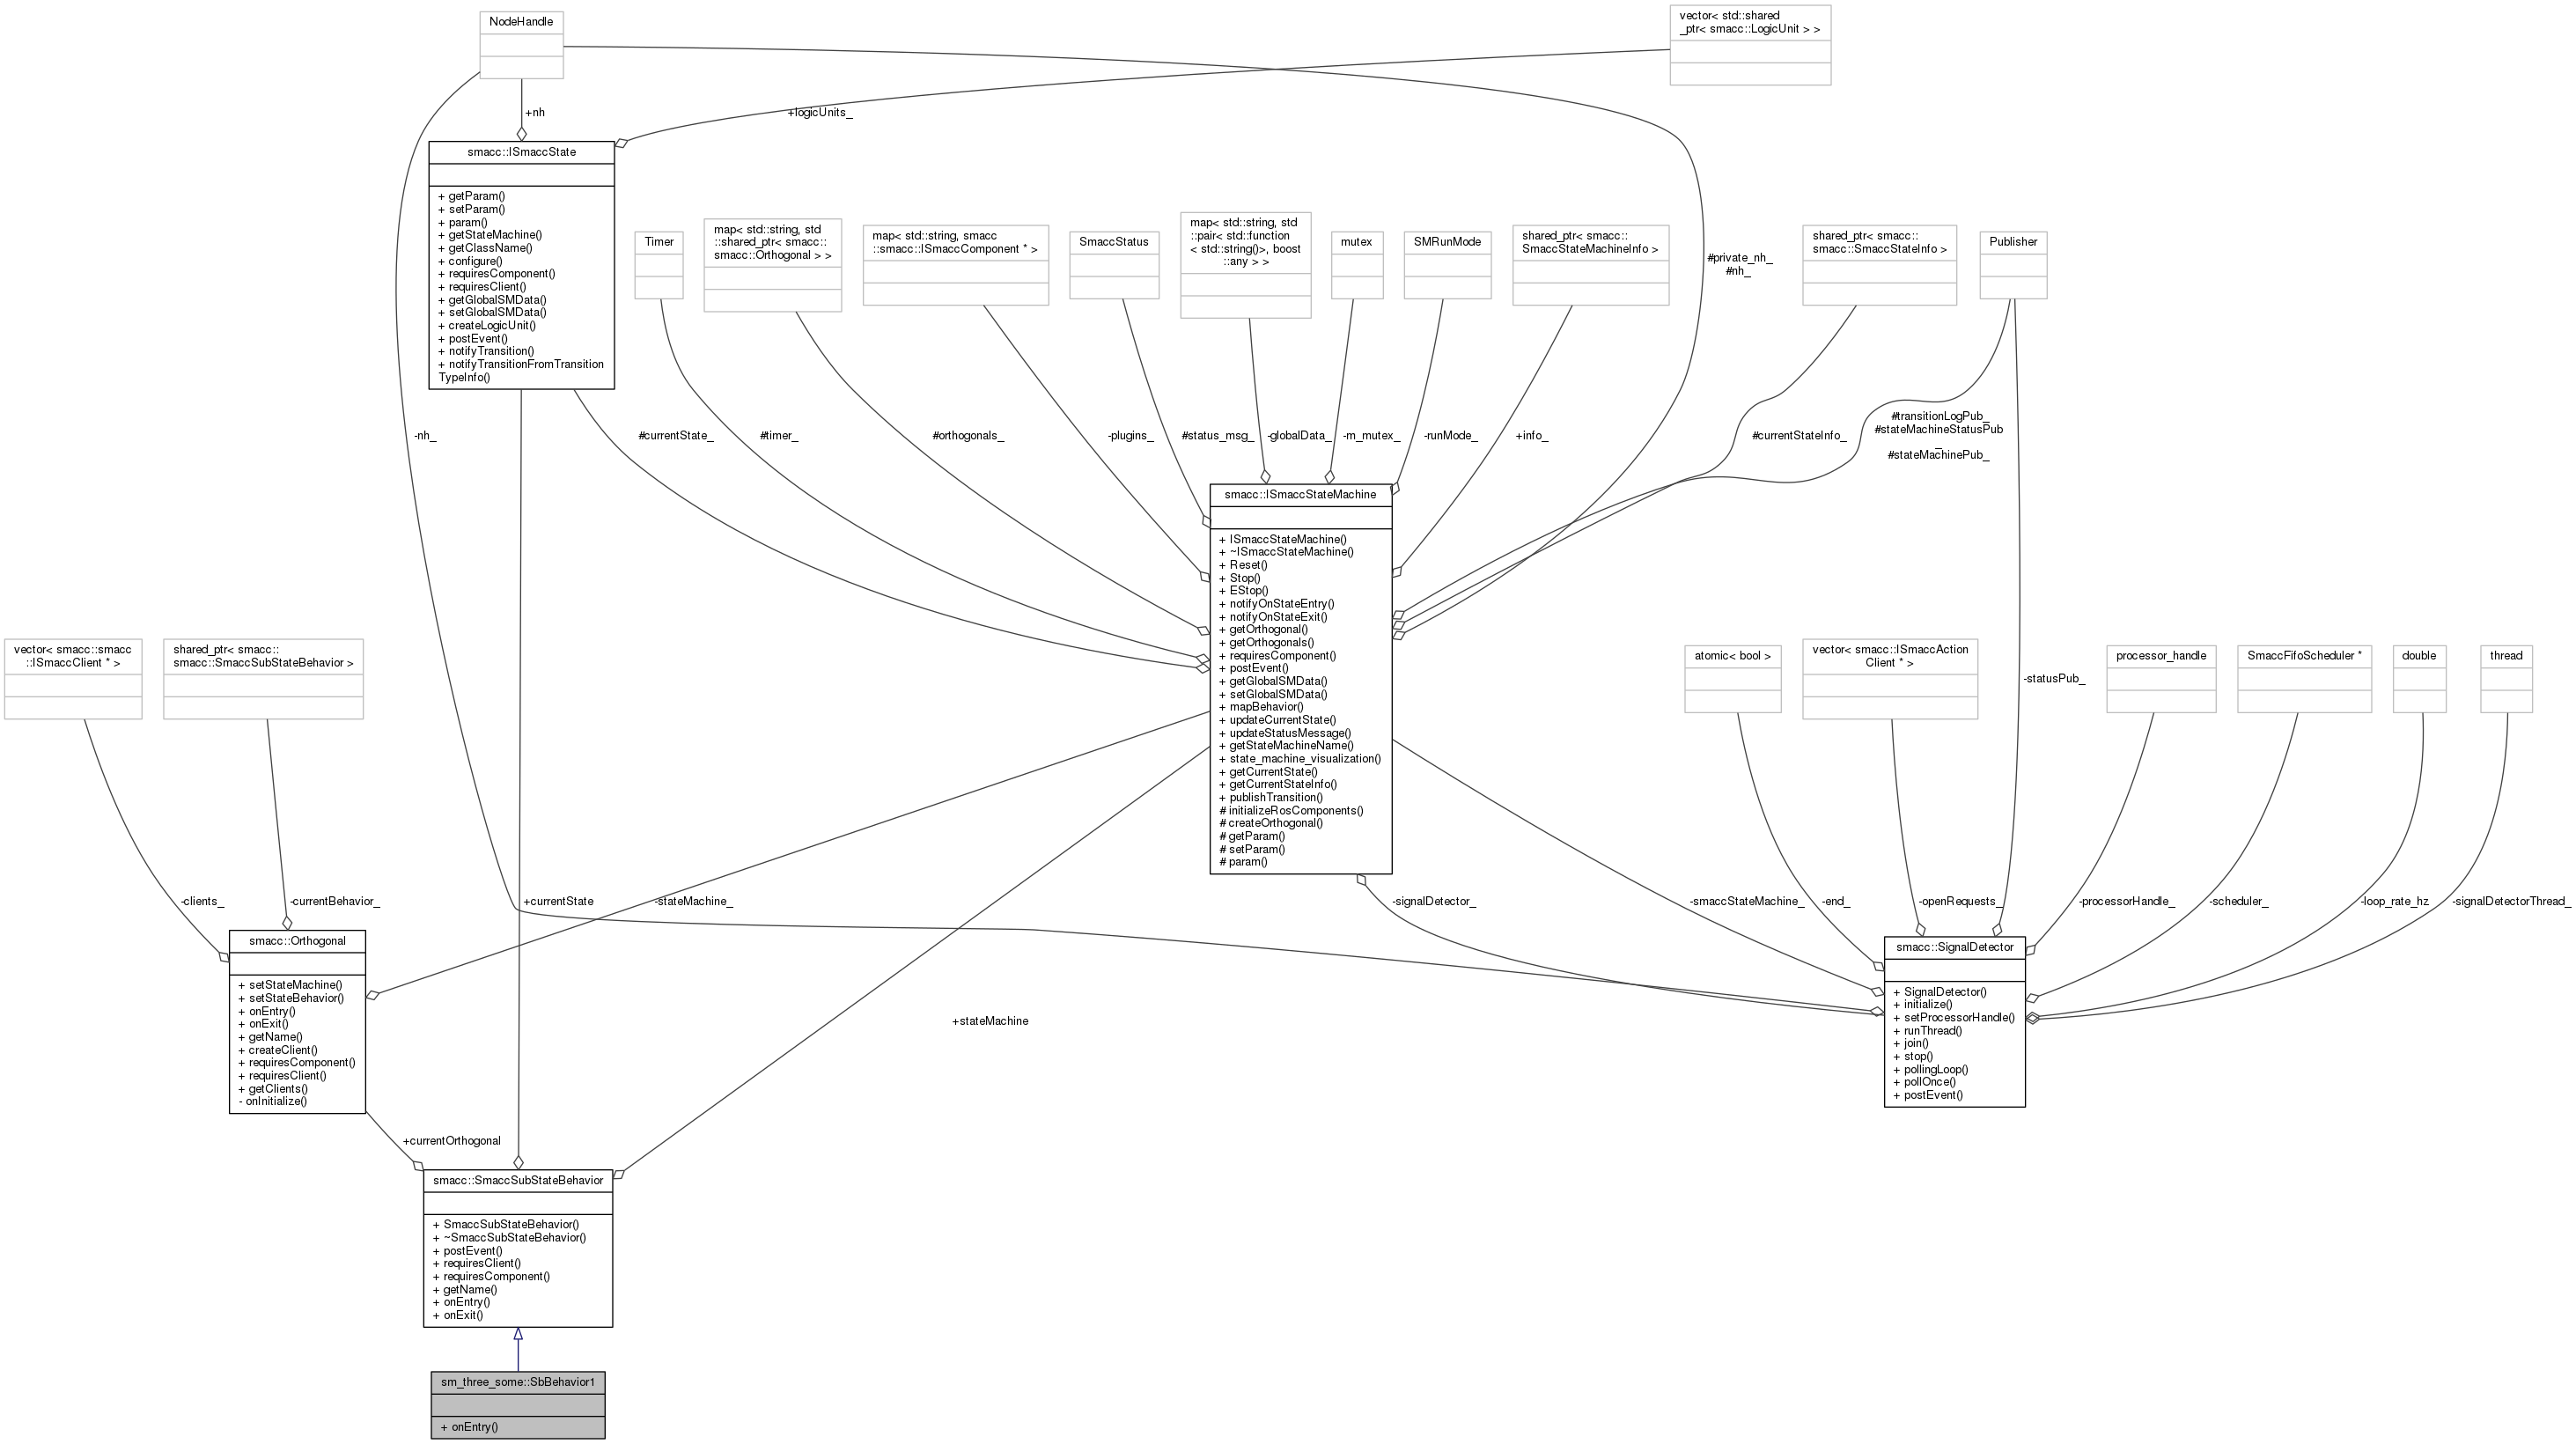 NodeHandle
vector< std::shared
_ptr< smacc::LogicUnit > >
+nh
+logicUnits_
smacc::ISmaccState
+ getParam()
+ setParam()
+ param()
+ getStateMachine()
+ getClassName()
+ configure()
+ requiresComponent()
+ requiresClient()
+ getGlobalSMData()
+ setGlobalSMData()
+ createLogicUnit()
+ postEvent()
+ notifyTransition()
+ notifyTransitionFromTransition
TypeInfo()
Timer
map< std::string, std
::shared_ptr< smacc::
smacc::Orthogonal > >
map< std::string, smacc
::smacc::ISmaccComponent * >
SmaccStatus
map< std::string, std
::pair< std::function
< std::string()>, boost
::any > >
mutex
SMRunMode
shared_ptr< smacc::
SmaccStateMachineInfo >
#private_nh_
#nh_
shared_ptr< smacc::
smacc::SmaccStateInfo >
Publisher
-nh_
#currentState_
#timer_
#orthogonals_
-plugins_
#status_msg_
-globalData_
-m_mutex_
-runMode_
+info_
#currentStateInfo_
#transitionLogPub_
#stateMachineStatusPub
_
#stateMachinePub_
smacc::ISmaccStateMachine
+ ISmaccStateMachine()
+ ~ISmaccStateMachine()
+ Reset()
+ Stop()
+ EStop()
+ notifyOnStateEntry()
+ notifyOnStateExit()
+ getOrthogonal()
+ getOrthogonals()
+ requiresComponent()
+ postEvent()
+ getGlobalSMData()
+ setGlobalSMData()
+ mapBehavior()
+ updateCurrentState()
+ updateStatusMessage()
+ getStateMachineName()
+ state_machine_visualization()
+ getCurrentState()
+ getCurrentStateInfo()
+ publishTransition()
# initializeRosComponents()
# createOrthogonal()
# getParam()
# setParam()
# param()
vector< smacc::smacc
::ISmaccClient * >
shared_ptr< smacc::
smacc::SmaccSubStateBehavior >
atomic< bool >
vector< smacc::ISmaccAction
Client * >
-statusPub_
processor_handle
SmaccFifoScheduler *
double
thread
-clients_
-currentBehavior_
+currentState
-stateMachine_
-signalDetector_
-smaccStateMachine_
-end_
-openRequests_
-processorHandle_
-scheduler_
-loop_rate_hz
-signalDetectorThread_
smacc::Orthogonal
+ setStateMachine()
+ setStateBehavior()
+ onEntry()
+ onExit()
+ getName()
+ createClient()
+ requiresComponent()
+ requiresClient()
+ getClients()
- onInitialize()
smacc::SignalDetector
+ SignalDetector()
+ initialize()
+ setProcessorHandle()
+ runThread()
+ join()
+ stop()
+ pollingLoop()
+ pollOnce()
+ postEvent()
+stateMachine
+currentOrthogonal
smacc::SmaccSubStateBehavior
+ SmaccSubStateBehavior()
+ ~SmaccSubStateBehavior()
+ postEvent()
+ requiresClient()
+ requiresComponent()
+ getName()
+ onEntry()
+ onExit()
sm_three_some::SbBehavior1
+ onEntry()